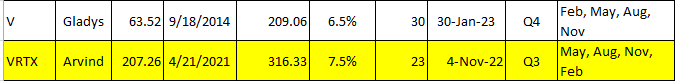 V Gladys 63.52 9/18/2014 209.06 6.5% 30 30-Jan-23 Q4 Feb, May, Aug,
Nov
VRTX Arvind 207.26 4/21/2021 316.33 7.5% 23 4-Nov-22 Q3 May, Aug, Nov,
Feb